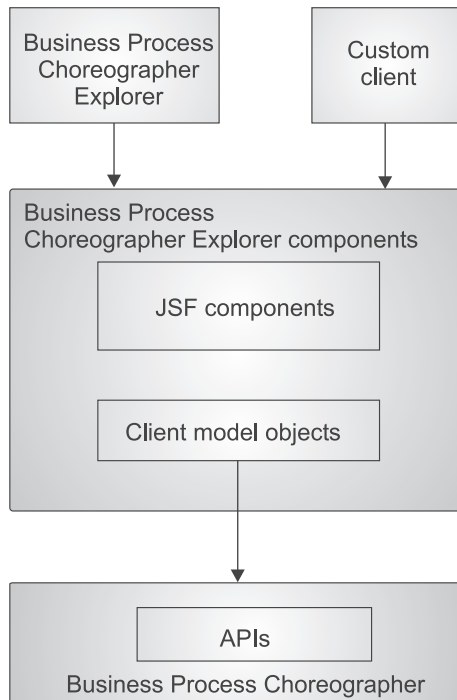 Business Process
Choreographer
Explorer
Custom
client
Business Process
Choreographer Explorer components
JSF components
Client model objects
APIs
Business Process Choreographer